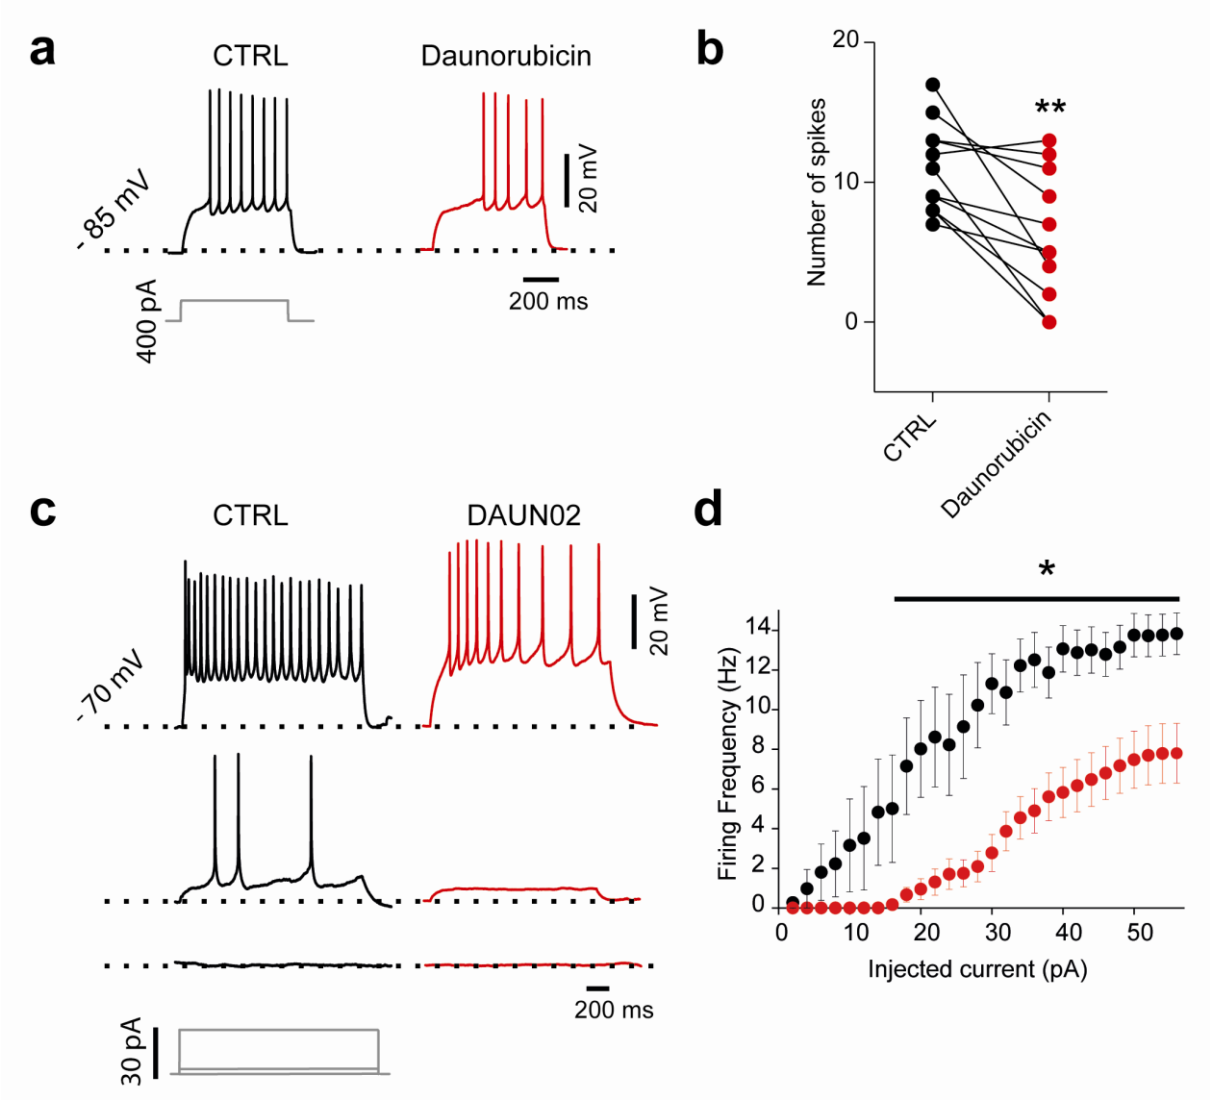 a
CTRL
Daunorubicin
- 85 mV
20 mV
200 ms
400 pA
b
Number of spikes
20
10
0
**
CTRL
Daunorubicin
c
CTRL
DAUN02
- 70 mV
20 mV
200 ms
30 pA
d
*
Firing Frequency (Hz)
14
12
10
8
6
4
2
0
0 10 20 30 40 50
Injected current (pA)